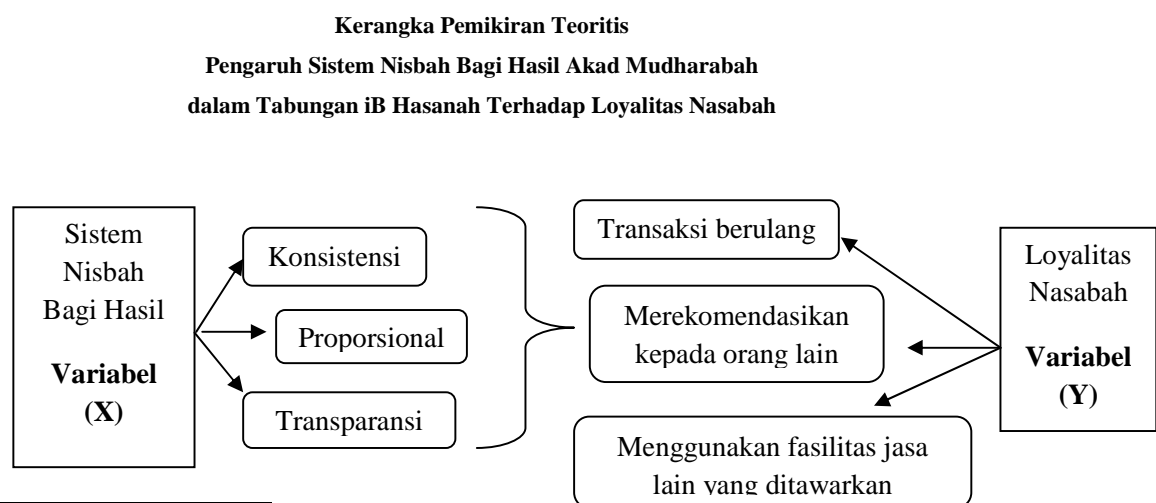 Kerangka Pemikiran Teoritis
Pengaruh Sistem Nisbah Bagi Hasil Akad Mudharabah
dalam Tabungan iB Hasanah Terhadap Loyalitas Nasabah
Sistem
Nisbah
Bagi Hasil
Variabel
(X)
Konsistensi
Proporsional
Transparansi
Transaksi berulang
Merekomendasikan
kepada orang lain
Menggunakan fasilitas jasa
lain yang ditawarkan
Loyalitas
Nasabah
Variabel
(Y)